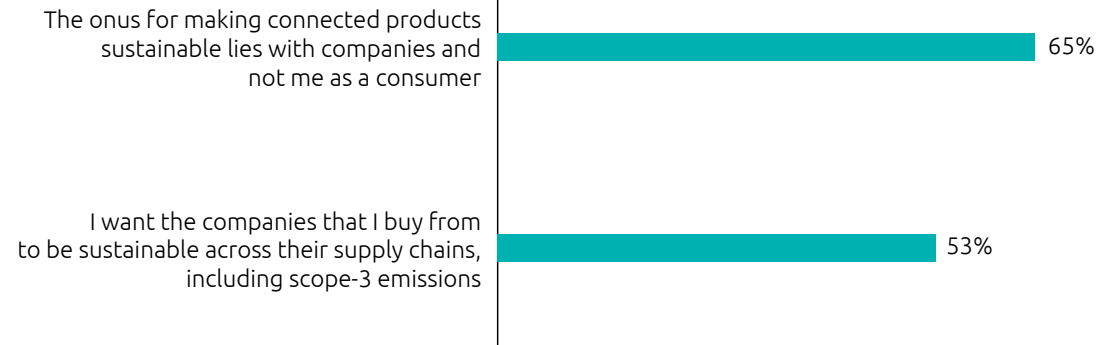 The onus for making connected products
sustainable lies with companies and
not me as a consumer
65%
I want the companies that I buy from
to be sustainable across their supply chains,
including scope-3 emissions
53%